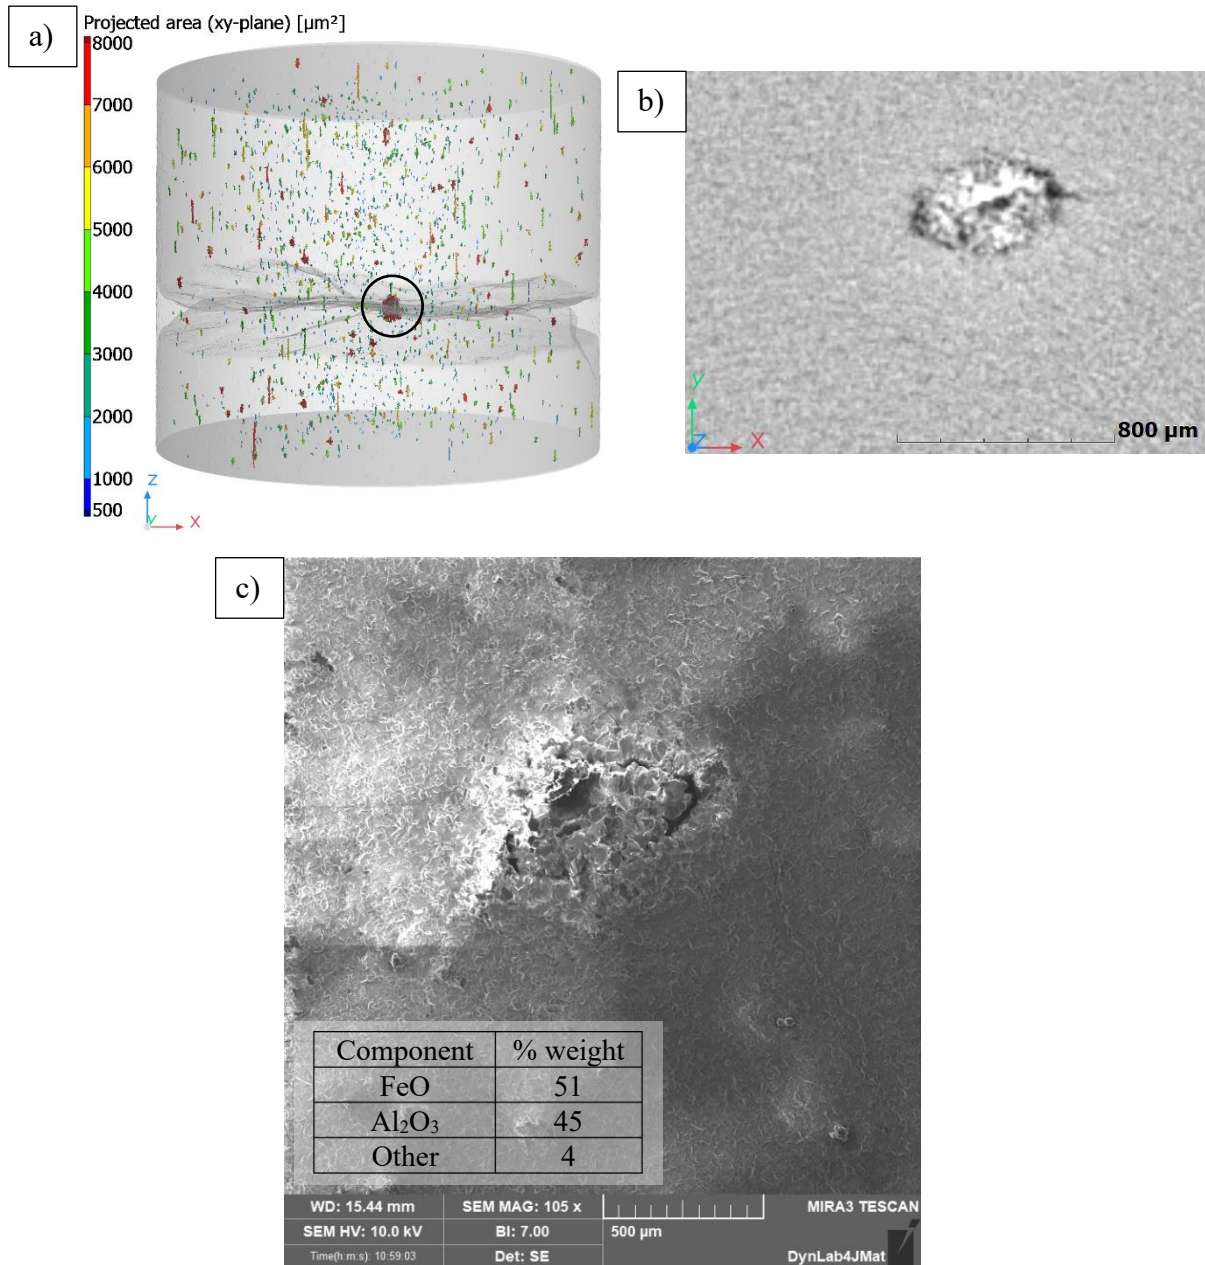 a)
Projected area (xy-plane) [µm²]
8000
7000
6000
5000
4000
3000
2000
1000
500
Z
Y
X
b)
y
Z
X
800 µm
c)
Component % weight
FeO 51
Al₂O₃ 45
Other 4
WD: 15.44 mm SEM MAG: 105 x MIRA3 TESCAN
SEM HV: 10.0 kV BI: 7.00 500 µm
Time(h:m:s): 10:59:03 Det: SE DynLab4JMat